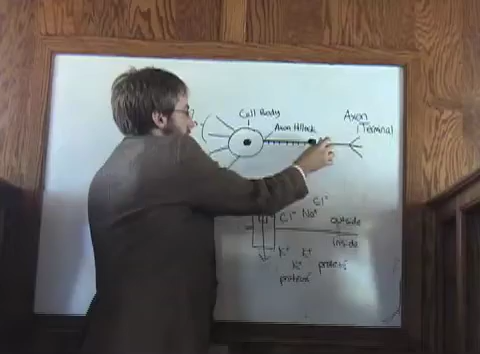 Cell Body
Axon
Terminal
Axon Hillock
Cl⁻
Cl⁻ Na⁺
outside
inside
K⁺ K⁺
K⁺ protein
protein